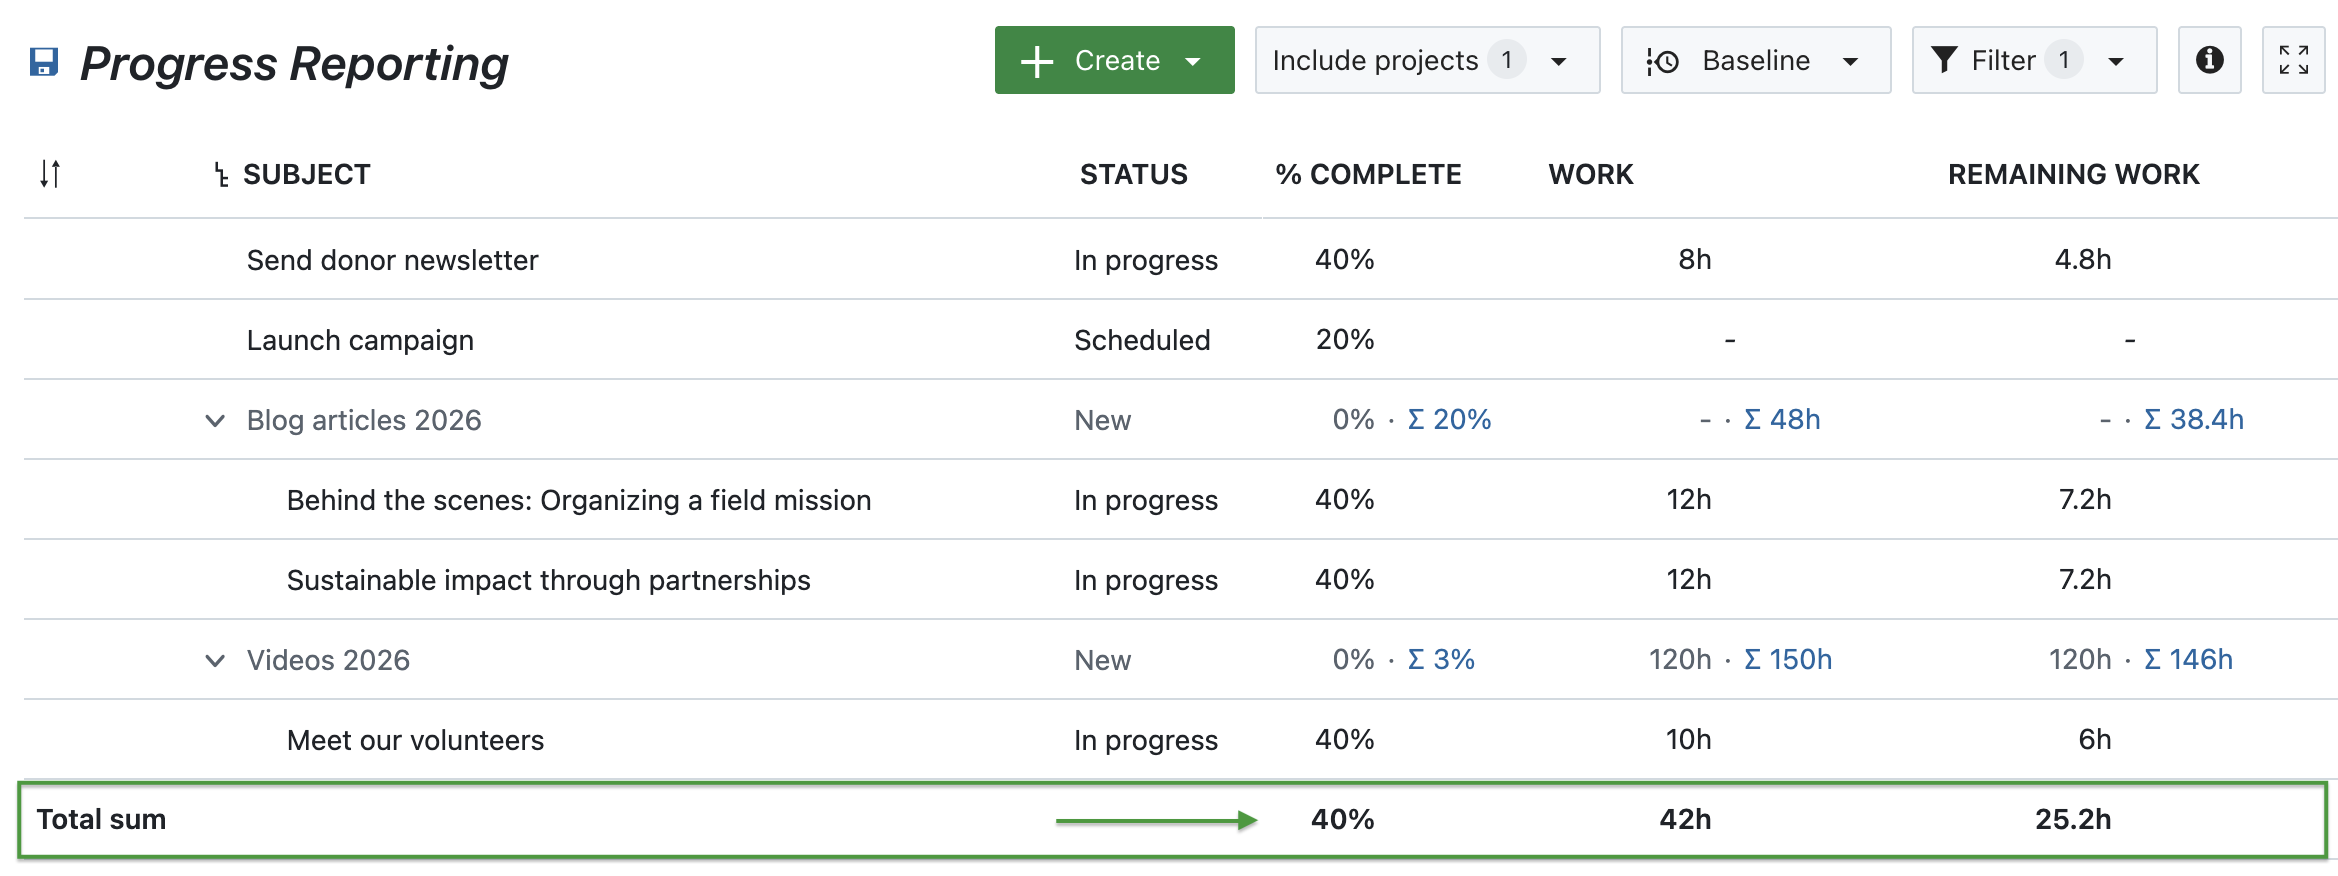 Progress Reporting
Create
Include projects 1
Baseline
Filter 1
SUBJECT STATUS % COMPLETE WORK REMAINING WORK
Send donor newsletter In progress 40% 8h 4.8h
Launch campaign Scheduled 20% - -
Blog articles 2026 New 0% · Σ 20% - · Σ 48h - · Σ 38.4h
Behind the scenes: Organizing a field mission In progress 40% 12h 7.2h
Sustainable impact through partnerships In progress 40% 12h 7.2h
Videos 2026 New 0% · Σ 3% 120h · Σ 150h 120h · Σ 146h
Meet our volunteers In progress 40% 10h 6h
Total sum 40% 42h 25.2h